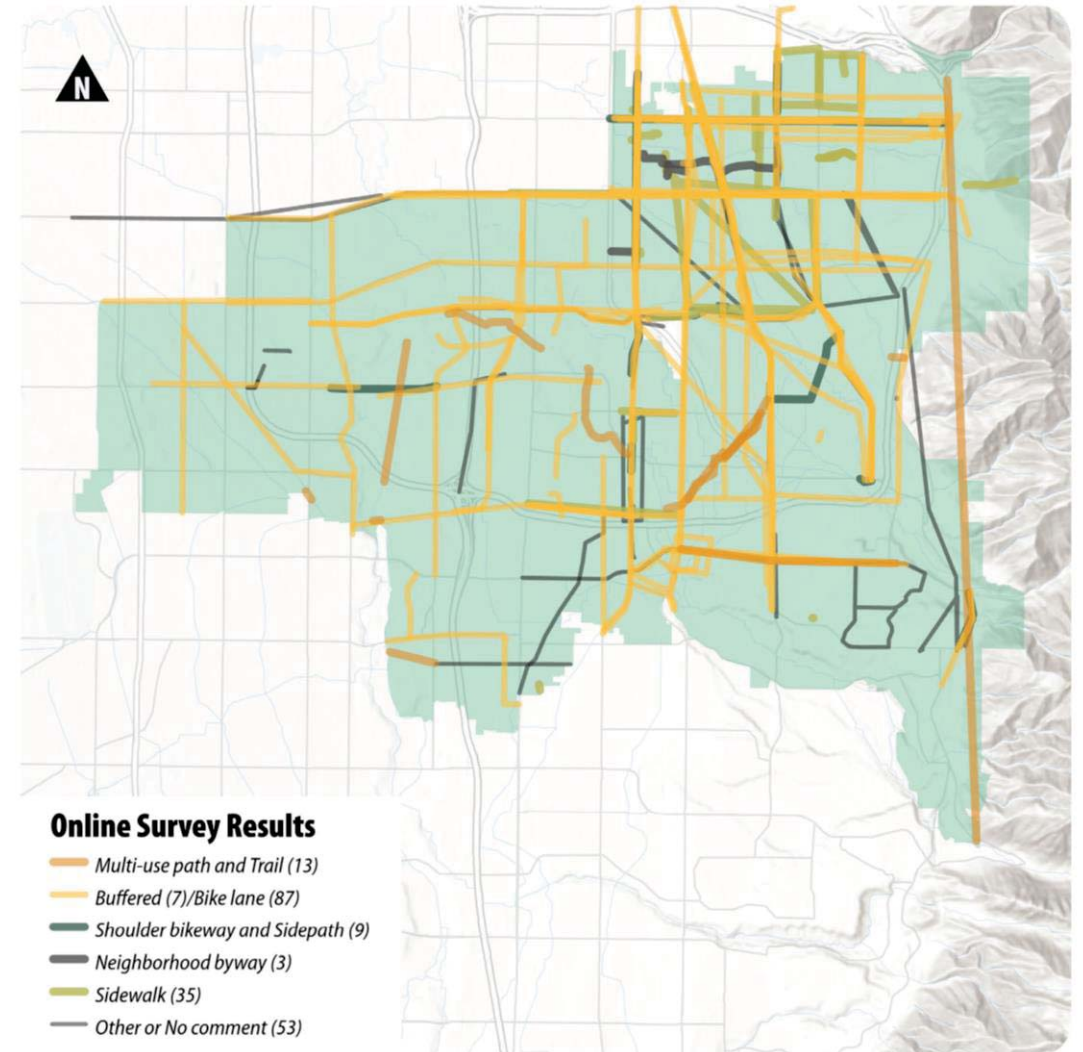 N
Online Survey Results
Multi-use path and Trail (13)
Buffered (7)/Bike lane (87)
Shoulder bikeway and Sidepath (9)
Neighborhood byway (3)
Sidewalk (35)
Other or No comment (53)